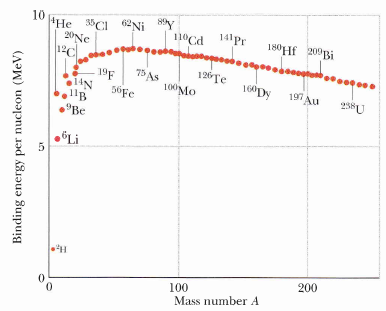 10
⁴He
³⁵Cl
⁶²Ni
⁸⁹Y
²⁰Ne
¹¹⁰Cd
¹⁴¹Pr
¹⁸⁰Hf
²⁰⁹Bi
¹²C
¹⁹F
¹⁴N
⁷⁵As
¹²⁶Te
¹¹B
⁵⁶Fe
¹⁰⁰Mo
¹⁶⁰Dy
¹⁹⁷Au
⁹Be
²³⁸U
5
⁶Li
²H
0
0
100
200
Mass number A
Binding energy per nucleon (MeV)